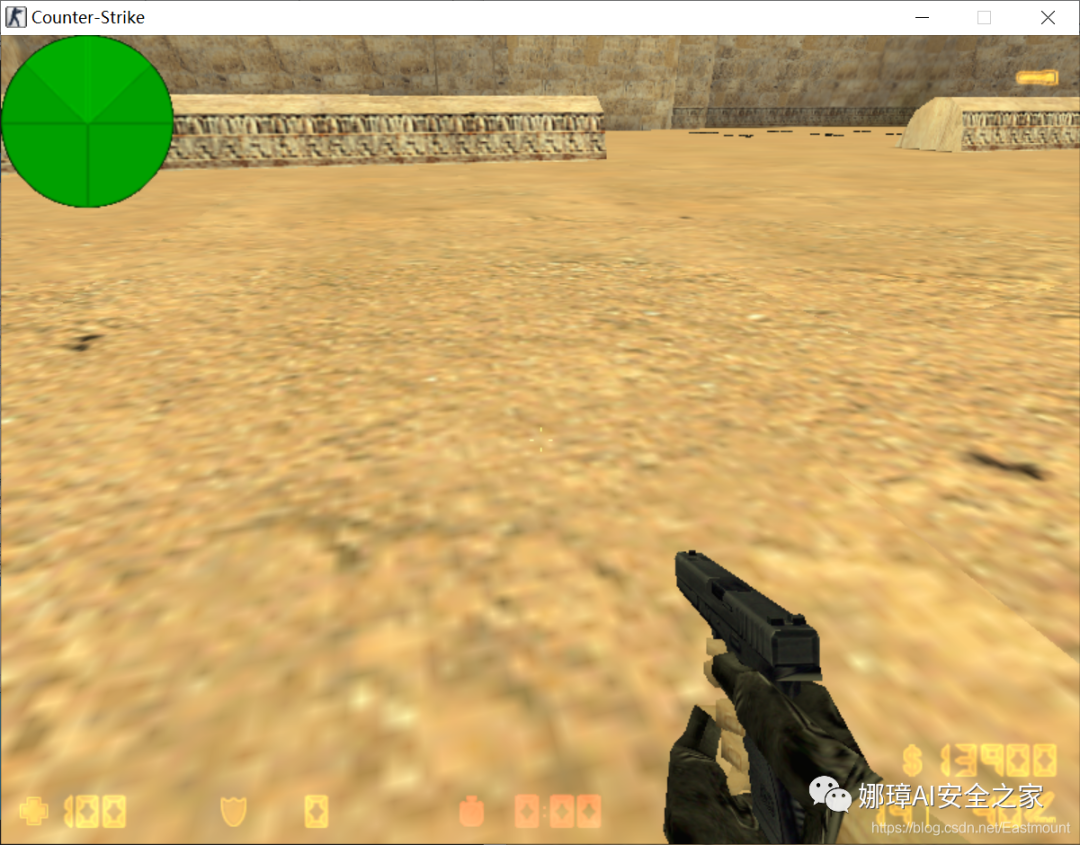 Counter-Strike
$ 13900
100
0
0:00
娜璋AI安全之家
https://blog.csdn.net/Eastmount